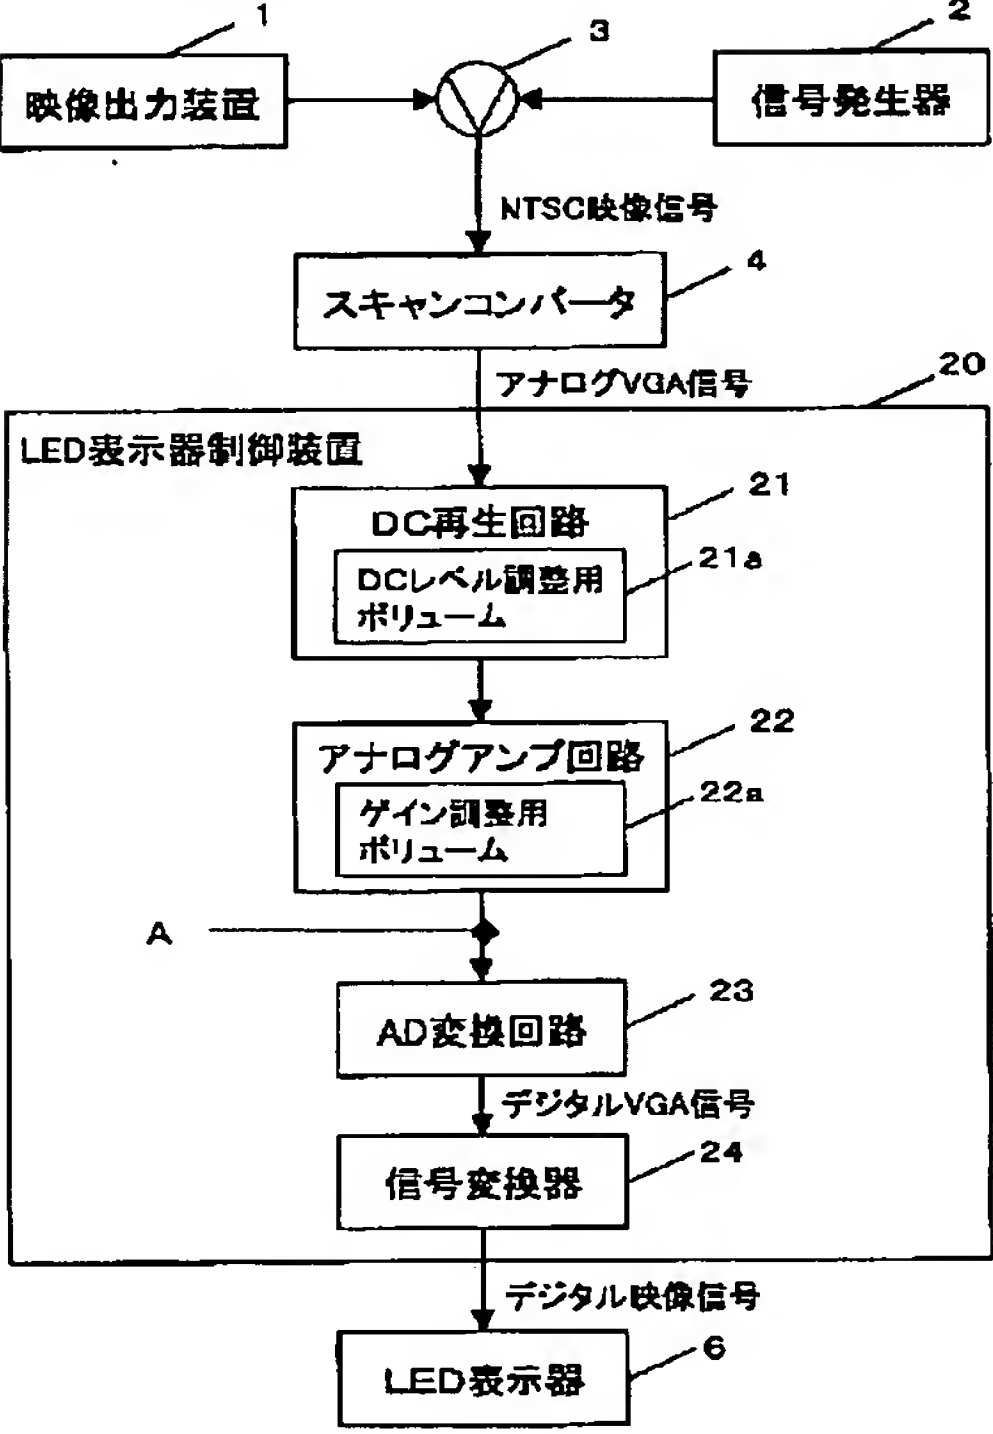 1
3
2
映像出力装置
信号発生器
NTSC映像信号
4
スキャンコンバータ
アナログVGA信号
20
LED表示器制御装置
21
DC再生回路
21a
DCレベル調整用
ボリューム
22
アナログアンプ回路
22a
ゲイン調整用
ボリューム
A
23
AD変換回路
デジタルVGA信号
24
信号変換器
デジタル映像信号
6
LED表示器